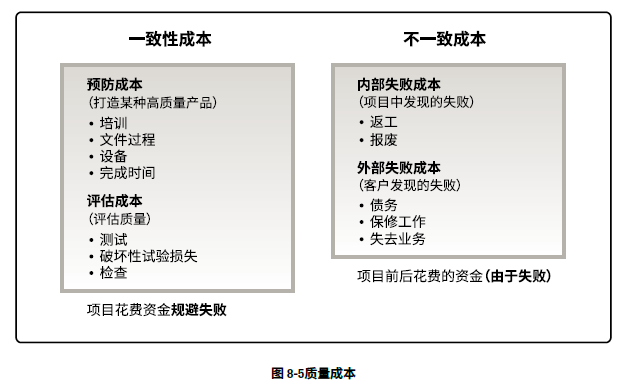 一致性成本
预防成本
（打造某种高质量产品）
• 培训
• 文件过程
• 设备
• 完成时间
评估成本
（评估质量）
• 测试
• 破坏性试验损失
• 检查
项目花费资金规避失败
不一致成本
内部失败成本
（项目中发现的失败）
• 返工
• 报废
外部失败成本
（客户发现的失败）
• 债务
• 保修工作
• 失去业务
项目前后花费的资金（由于失败）
图 8-5质量成本